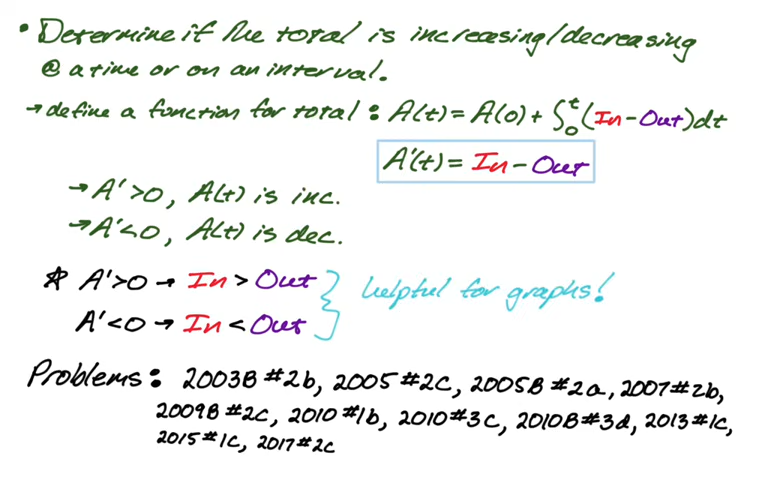 • Determine if the total is increasing/decreasing
@ a time or on an interval.
→ define a function for total : A(t) = A(0) + ∫₀ᵗ (In - Out) dt
A'(t) = In - Out
→ A' > 0, A(t) is inc.
→ A' < 0, A(t) is dec.
☆ A' > 0 → In > Out
A' < 0 → In < Out
helpful for graphs!
Problems: 2003B #2b, 2005 #2c, 2005B #2a, 2007 #2b,
2009B #2c, 2010 #1b, 2010 #3c, 2010B #3d, 2013 #1c,
2015 #1c, 2017 #2c